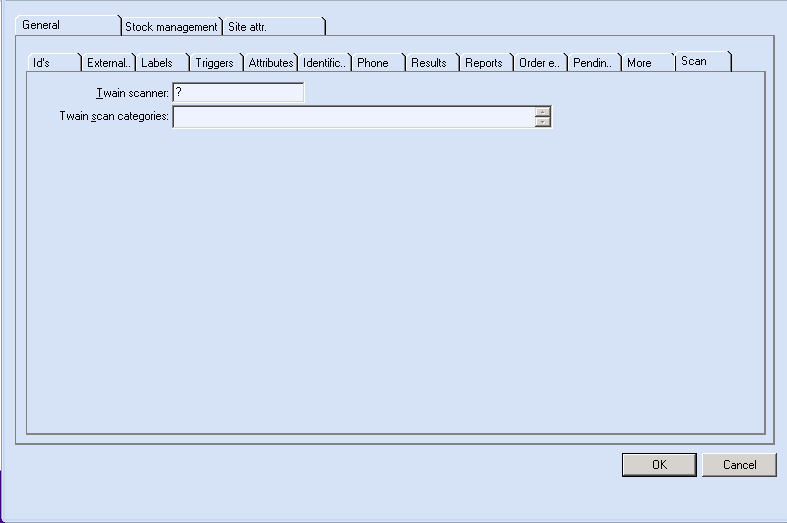 General Stock management Site attr.
Id's External.. Labels Triggers Attributes Identific.. Phone Results Reports Order e.. Pendin.. More Scan
Twain scanner: ?
Twain scan categories:
OK Cancel